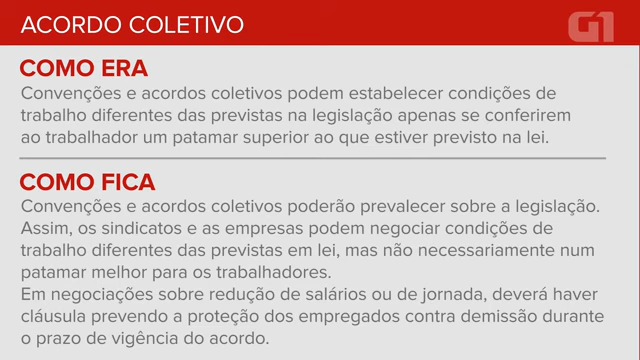 ACORDO COLETIVO
G1
COMO ERA
Convenções e acordos coletivos podem estabelecer condições de
trabalho diferentes das previstas na legislação apenas se conferirem
ao trabalhador um patamar superior ao que estiver previsto na lei.
COMO FICA
Convenções e acordos coletivos poderão prevalecer sobre a legislação.
Assim, os sindicatos e as empresas podem negociar condições de
trabalho diferentes das previstas em lei, mas não necessariamente num
patamar melhor para os trabalhadores.
Em negociações sobre redução de salários ou de jornada, deverá haver
cláusula prevendo a proteção dos empregados contra demissão durante
o prazo de vigência do acordo.